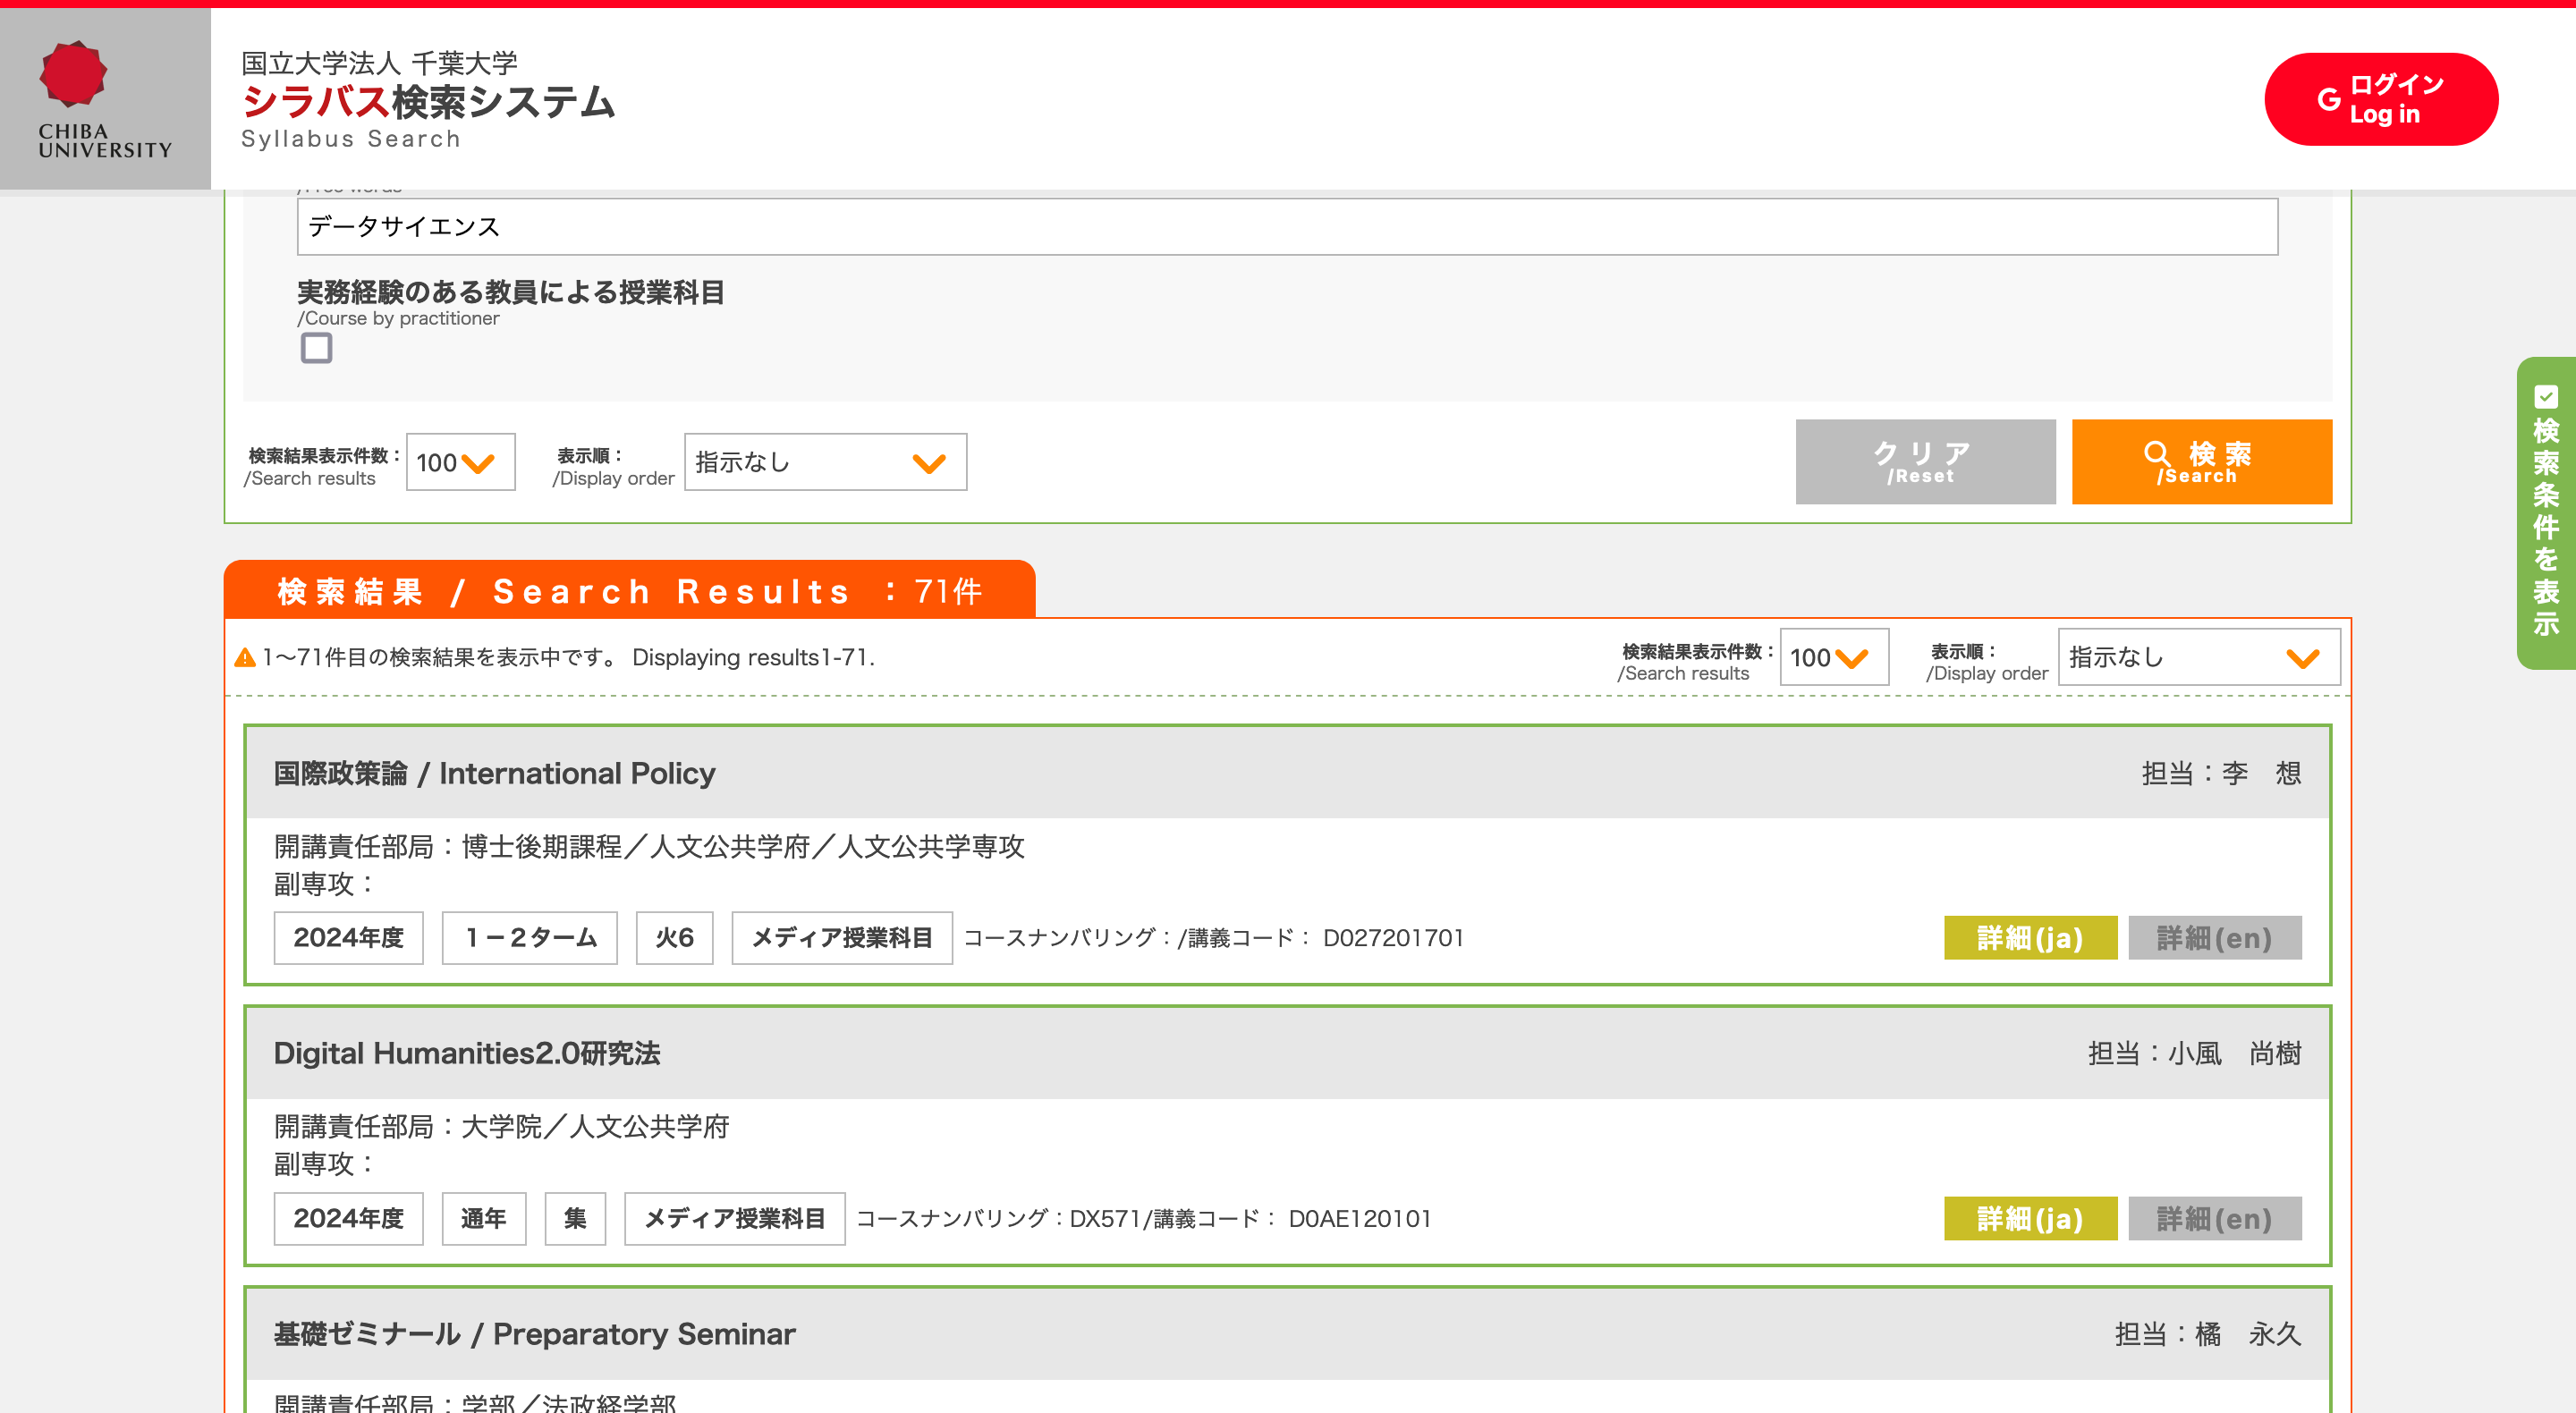 CHIBA
UNIVERSITY
国立大学法人 千葉大学
シラバス検索システム
Syllabus Search
ログイン
Log in
データサイエンス
実務経験のある教員による授業科目
/Course by practitioner
検索結果表示件数：
/Search results
100
表示順：
/Display order
指示なし
クリア
/Reset
検索
/Search
検索条件を表示
検索結果 / Search Results ：71件
1～71件目の検索結果を表示中です。 Displaying results1-71.
検索結果表示件数：
/Search results
100
表示順：
/Display order
指示なし
国際政策論 / International Policy
担当：李　想
開講責任部局：博士後期課程／人文公共学府／人文公共学専攻
副専攻：
2024年度 1－2ターム 火6 メディア授業科目 コースナンバリング：/講義コード： D027201701
詳細(ja) 詳細(en)
Digital Humanities2.0研究法
担当：小風　尚樹
開講責任部局：大学院／人文公共学府
副専攻：
2024年度 通年 集 メディア授業科目 コースナンバリング：DX571/講義コード： D0AE120101
詳細(ja) 詳細(en)
基礎ゼミナール / Preparatory Seminar
担当：橘　永久
開講責任部局：学部／法政経学部